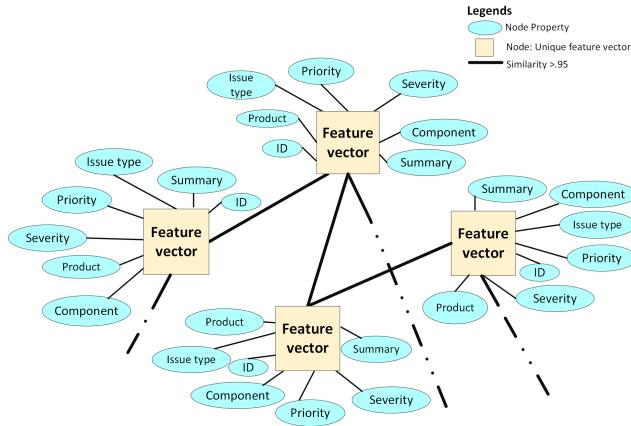 Legends
Node Property
Node: Unique feature vector
Similarity >.95
Issue
type
Priority
Severity
Product
ID
Component
Summary
Feature
vector
Issue type
Summary
Priority
ID
Severity
Product
Component
Feature
vector
Summary
Component
Issue type
Priority
ID
Severity
Product
Feature
vector
Product
Issue type
ID
Component
Priority
Severity
Summary
Feature
vector